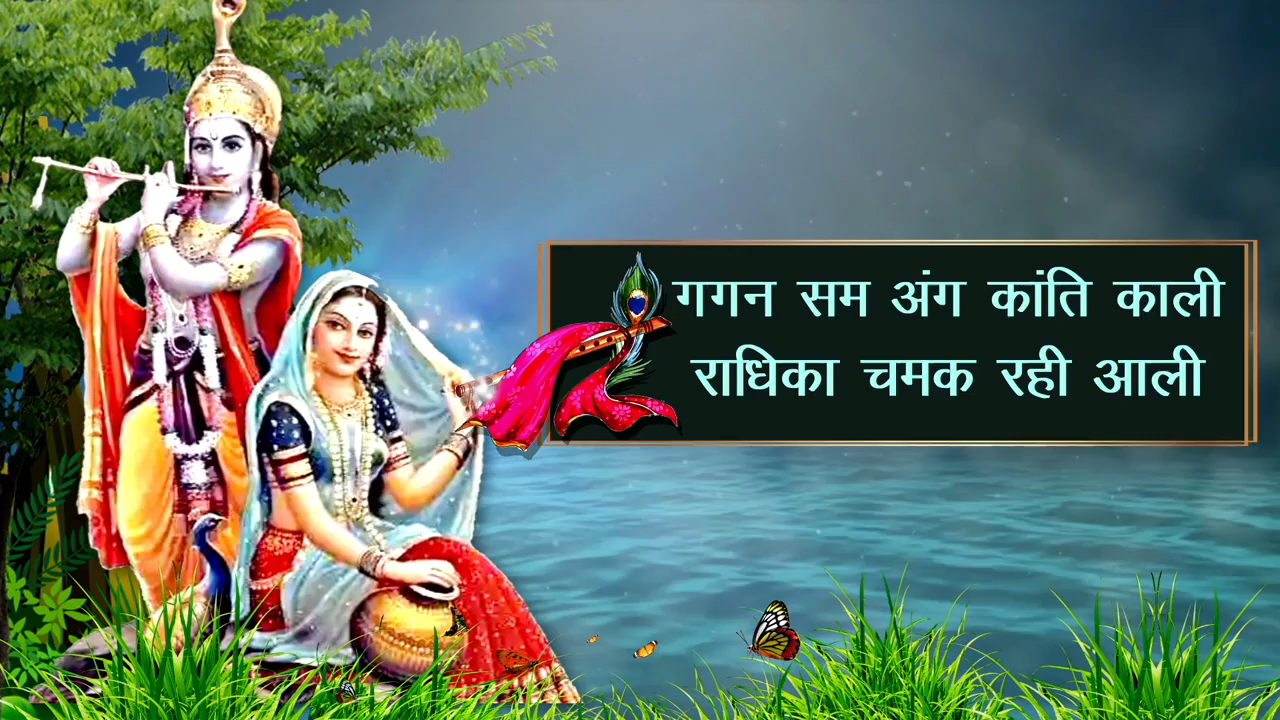 गगन सम अंग कांति काली
राधिका चमक रही आली